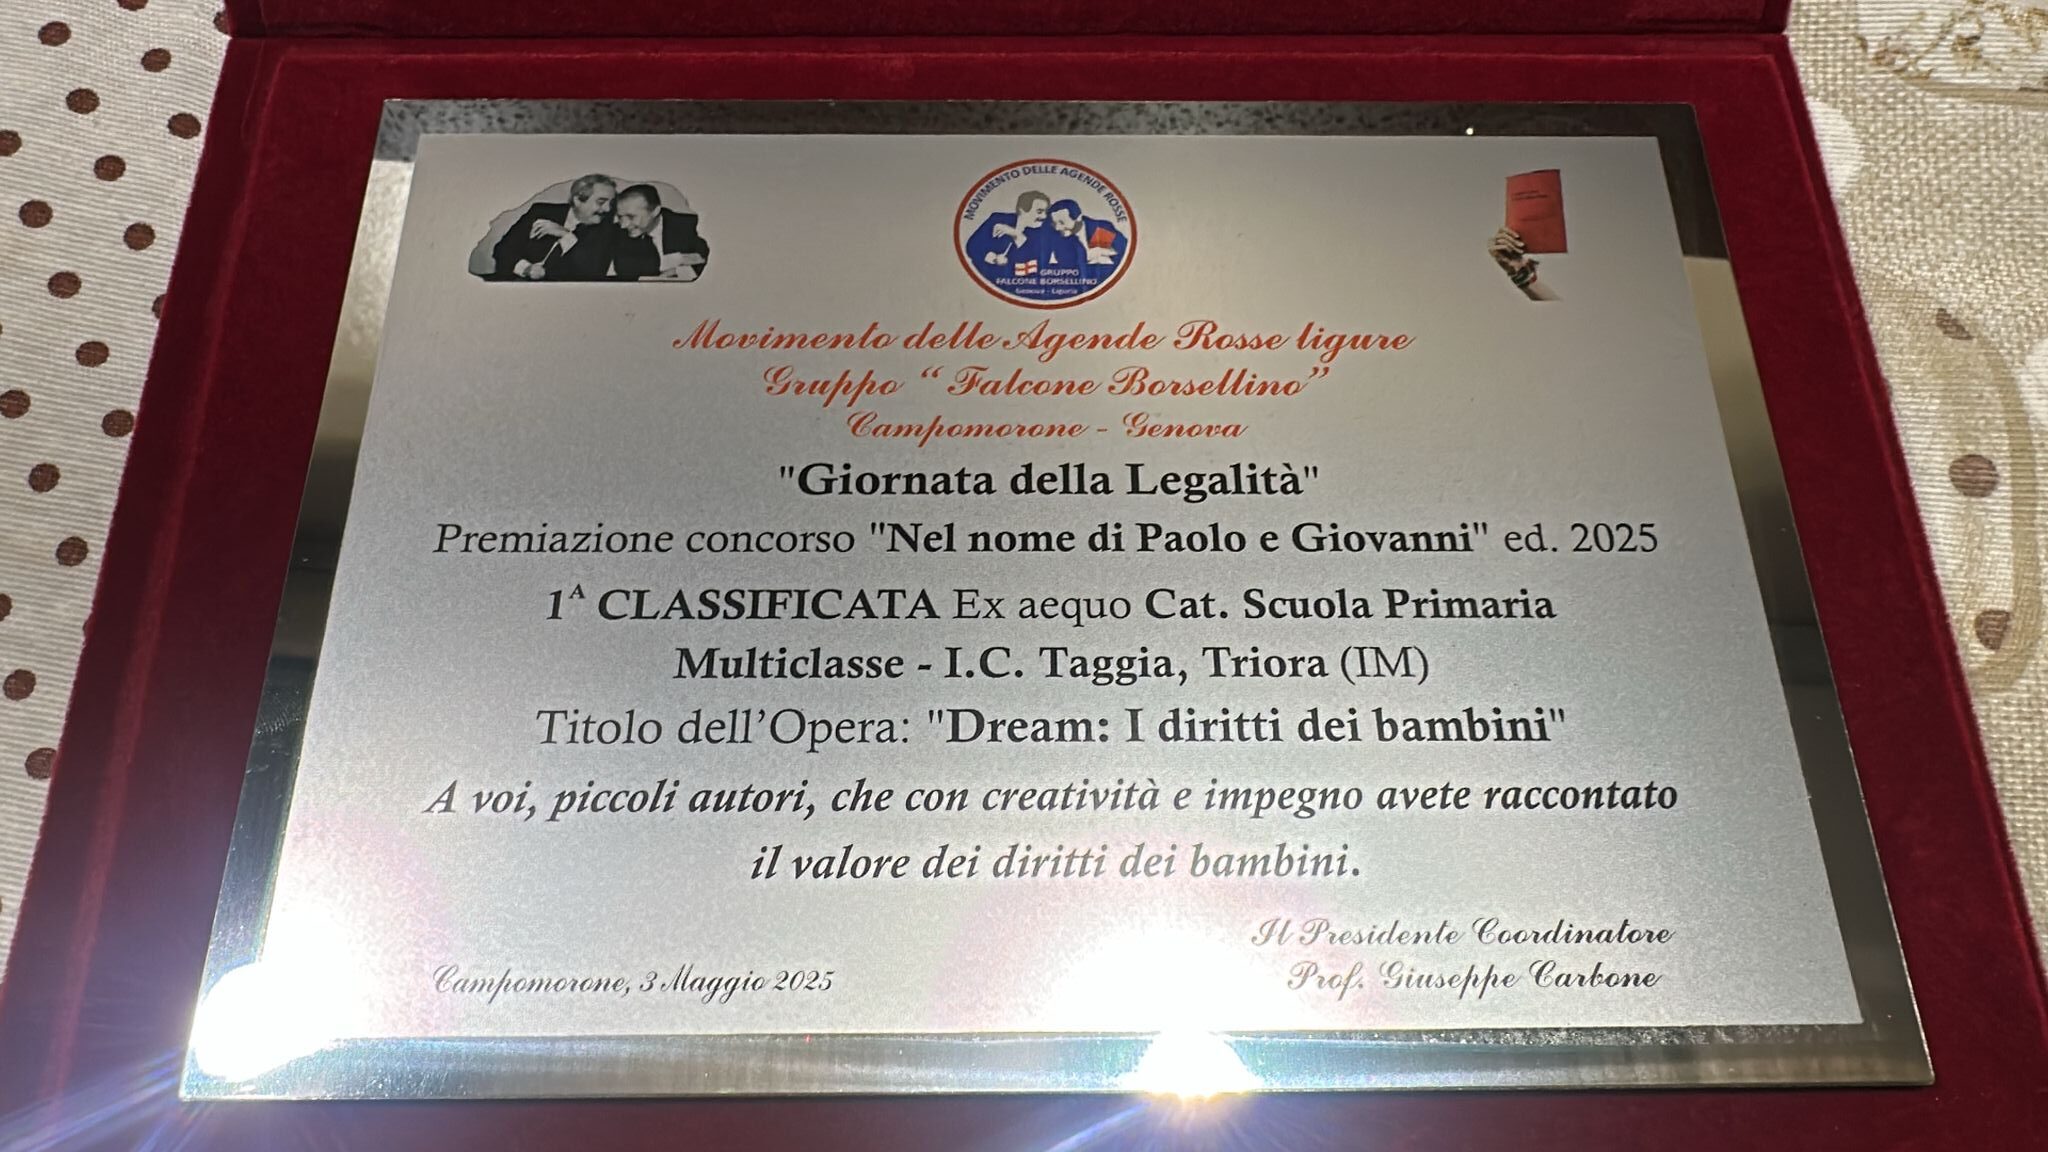 MOVIMENTO DELLE AGENDE ROSSE
GRUPPO
FALCONE BORSELLINO
Genova - Liguria
Movimento delle Agende Rosse ligure
Gruppo “ Falcone Borsellino”
Campomorone - Genova
"Giornata della Legalità"
Premiazione concorso "Nel nome di Paolo e Giovanni" ed. 2025
1ᴬ CLASSIFICATA Ex aequo Cat. Scuola Primaria
Multiclasse - I.C. Taggia, Triora (IM)
Titolo dell’Opera: "Dream: I diritti dei bambini"
A voi, piccoli autori, che con creatività e impegno avete raccontato
il valore dei diritti dei bambini.
Il Presidente Coordinatore
Campomorone, 3 Maggio 2025
Prof. Giuseppe Carbone